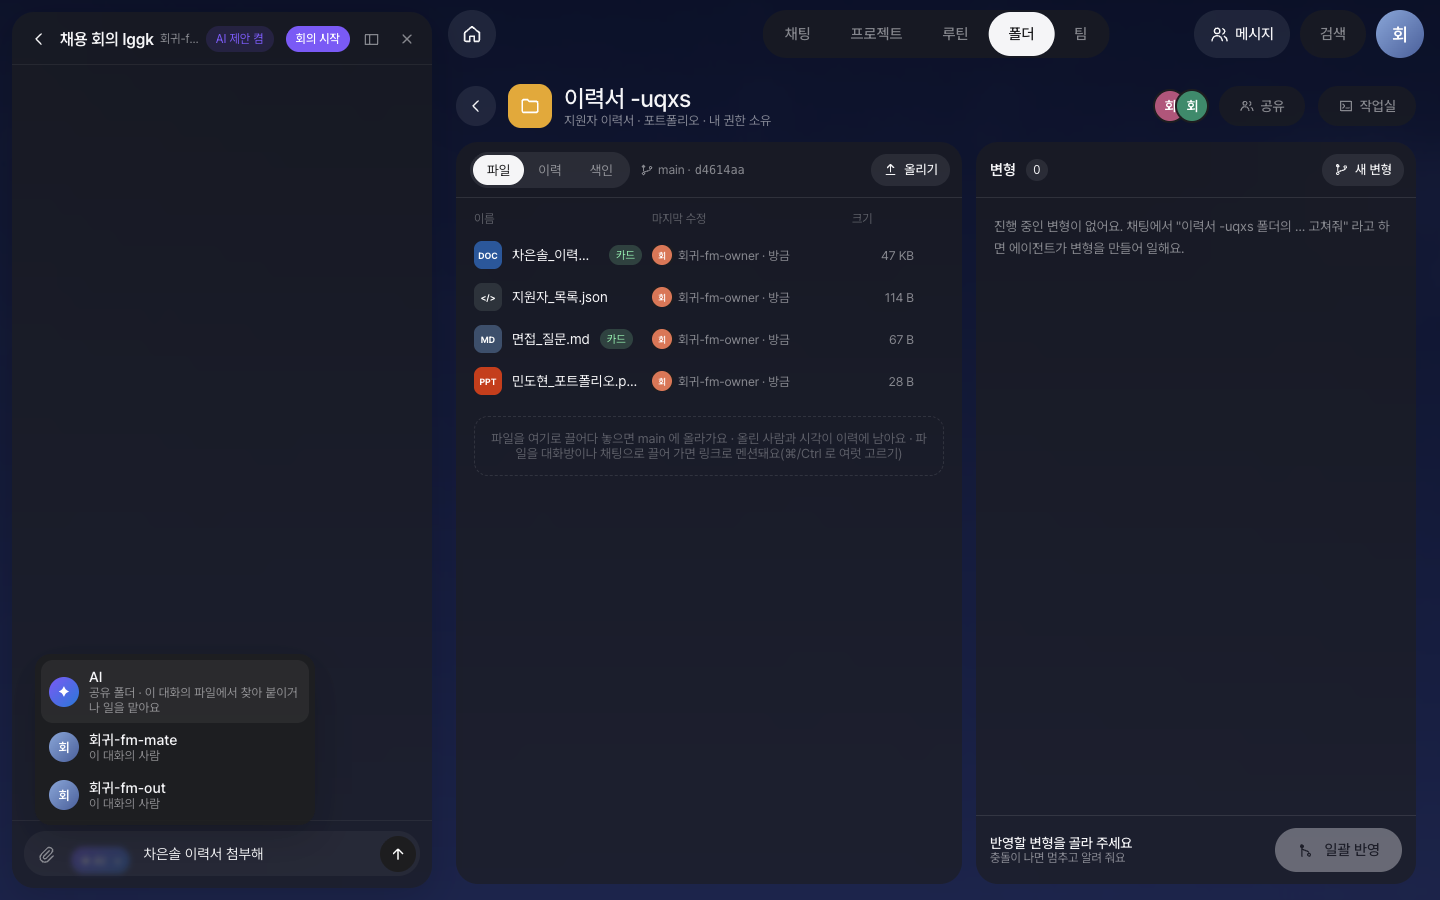 채용 회의 lggk 회귀-f... AI 제안 켬 회의 시작
채팅 프로젝트 루틴 폴더 팀
메시지 검색 회
이력서 -uqxs
지원자 이력서 · 포트폴리오 · 내 권한 소유
회 회 공유 작업실
파일 이력 색인 main · d4614aa 올리기
이름 마지막 수정 크기
DOC 차은솔_이력... 카드 회 회귀-fm-owner · 방금 47 KB
</> 지원자_목록.json 회 회귀-fm-owner · 방금 114 B
MD 면접_질문.md 카드 회 회귀-fm-owner · 방금 67 B
PPT 민도현_포트폴리오.p... 회 회귀-fm-owner · 방금 28 B
파일을 여기로 끌어다 놓으면 main 에 올라가요 · 올린 사람과 시각이 이력에 남아요 · 파
일을 대화방이나 채팅으로 끌어 가면 링크로 멘션돼요(⌘/Ctrl 로 여럿 고르기)
변형 0 새 변형
진행 중인 변형이 없어요. 채팅에서 "이력서 -uqxs 폴더의 ... 고쳐줘" 라고 하
면 에이전트가 변형을 만들어 일해요.
AI
공유 폴더 · 이 대화의 파일에서 찾아 붙이거
나 일을 맡아요
회 회귀-fm-mate
이 대화의 사람
회 회귀-fm-out
이 대화의 사람
차은솔 이력서 첨부해
반영할 변형을 골라 주세요
충돌이 나면 멈추고 알려 줘요
일괄 반영